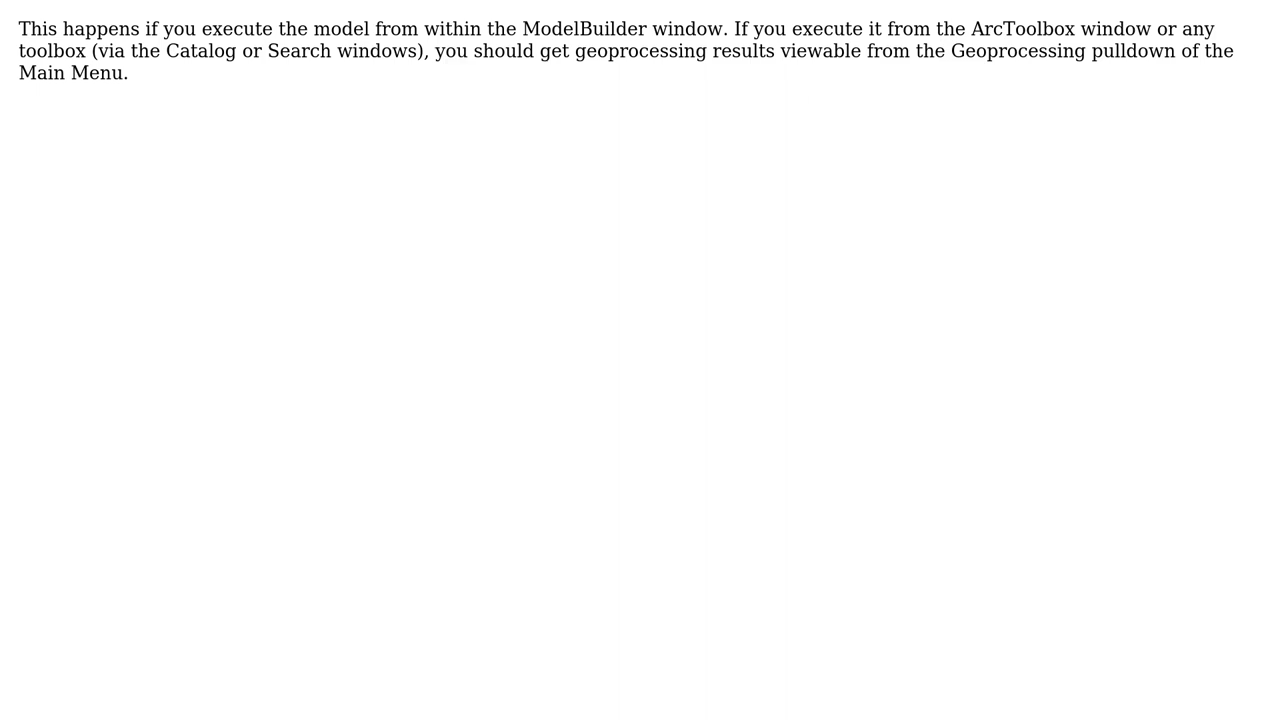 This happens if you execute the model from within the ModelBuilder window. If you execute it from the ArcToolbox window or any
toolbox (via the Catalog or Search windows), you should get geoprocessing results viewable from the Geoprocessing pulldown of the
Main Menu.